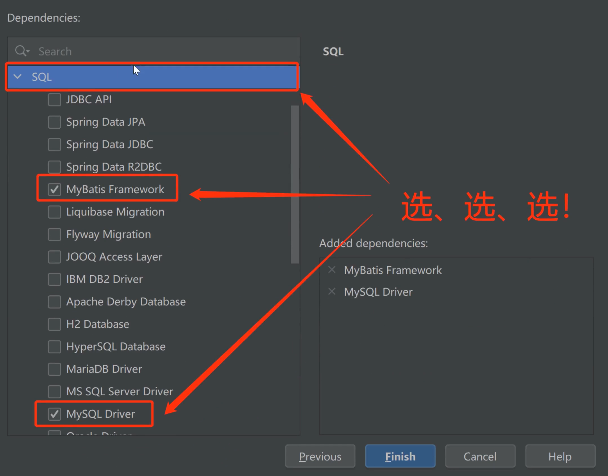 Dependencies:
Search
SQL
JDBC API
Spring Data JPA
Spring Data JDBC
Spring Data R2DBC
MyBatis Framework
Liquibase Migration
Flyway Migration
JOOQ Access Layer
IBM DB2 Driver
Apache Derby Database
H2 Database
HyperSQL Database
MariaDB Driver
MS SQL Server Driver
MySQL Driver
Oracle Driver
SQL
选、选、选!
Added dependencies:
MyBatis Framework
MySQL Driver
Previous
Finish
Cancel
Help